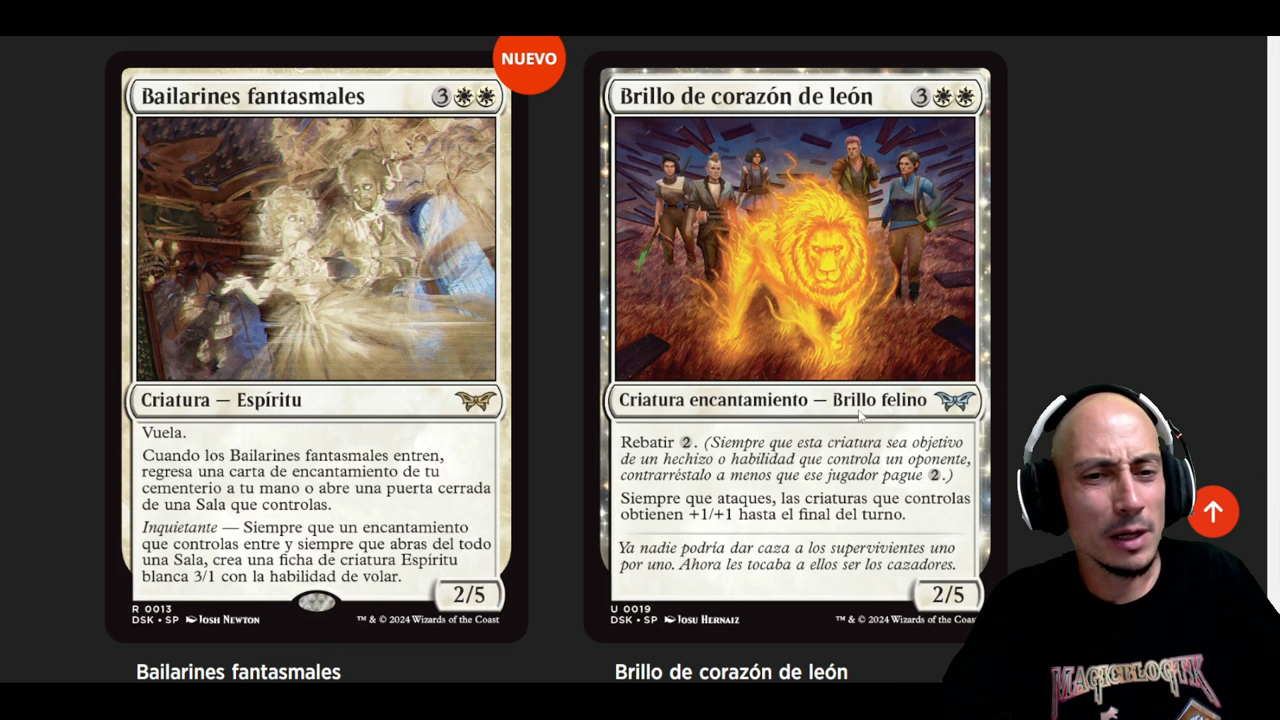 NUEVO
Bailarines fantasmales 3
Criatura — Espíritu
Vuela.
Cuando los Bailarines fantasmales entren,
regresa una carta de encantamiento de tu
cementerio a tu mano o abre una puerta cerrada
de una Sala que controlas.
Inquietante — Siempre que un encantamiento
que controlas entre y siempre que abras del todo
una Sala, crea una ficha de criatura Espíritu
blanca 3/1 con la habilidad de volar.
2/5
R 0013
DSK • SP Josh Newton
™ & © 2024 Wizards of the Coast
Bailarines fantasmales
Brillo de corazón de león 3
Criatura encantamiento — Brillo felino
Rebatir 2. (Siempre que esta criatura sea objetivo
de un hechizo o habilidad que controla un oponente,
contrarréstalo a menos que ese jugador pague 2.)
Siempre que ataques, las criaturas que controlas
obtienen +1/+1 hasta el final del turno.
Ya nadie podría dar caza a los supervivientes uno
por uno. Ahora les tocaba a ellos ser los cazadores.
2/5
U 0019
DSK • SP Josu Hernaiz
™ & © 2024 Wizards of the Coast
Brillo de corazón de león
MAGICBLOGTK